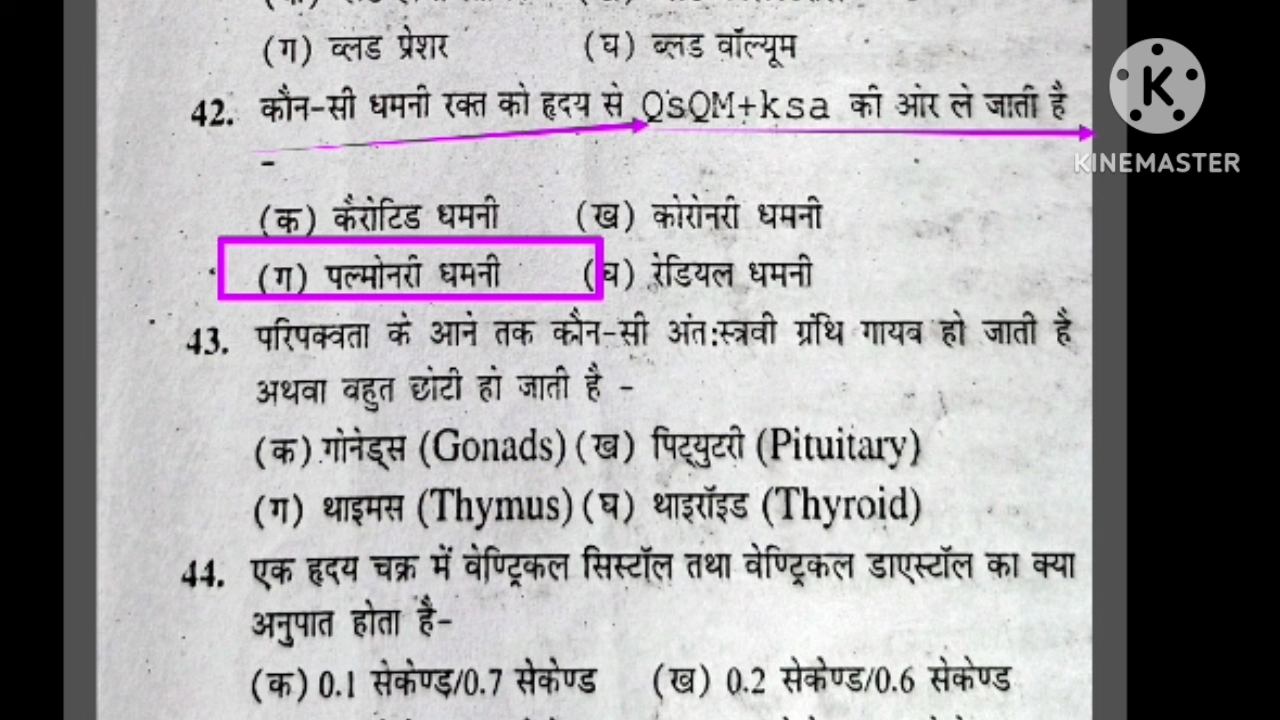 (ग) ब्लड प्रेशर (घ) ब्लड वॉल्यूम
42. कौन-सी धमनी रक्त को हृदय से QsQM+ksa की ओर ले जाती है
-
(क) कैरोटिड धमनी (ख) कोरोनरी धमनी
(ग) पल्मोनरी धमनी (घ) रेडियल धमनी
43. परिपक्वता के आने तक कौन-सी अंत:स्त्रवी ग्रंथि गायब हो जाती है
अथवा बहुत छोटी हो जाती है -
(क) गोनेड्स (Gonads) (ख) पिट्युटरी (Pituitary)
(ग) थाइमस (Thymus) (घ) थाइरॉइड (Thyroid)
44. एक हृदय चक्र में वेण्ट्रिकल सिस्टॉल तथा वेण्ट्रिकल डाएस्टॉल का क्या
अनुपात होता है-
(क) 0.1 सेकेण्ड/0.7 सेकेण्ड (ख) 0.2 सेकेण्ड/0.6 सेकेण्ड
K
KINEMASTER